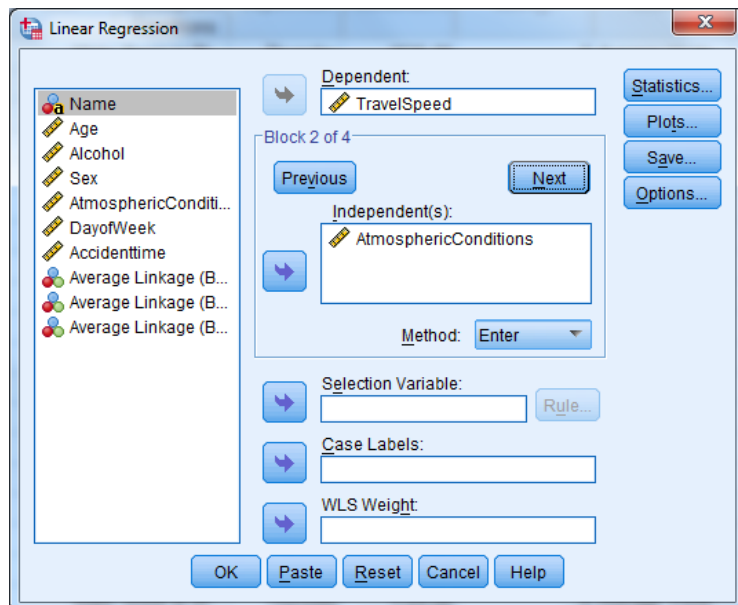 Linear Regression
Name
Age
Alcohol
Sex
AtmosphericConditi...
DayofWeek
Accidenttime
Average Linkage (B...
Average Linkage (B...
Average Linkage (B...
Dependent:
TravelSpeed
Block 2 of 4
Previous
Next
Independent(s):
AtmosphericConditions
Method: Enter
Selection Variable:
Rule...
Case Labels:
WLS Weight:
Statistics...
Plots...
Save...
Options...
OK Paste Reset Cancel Help